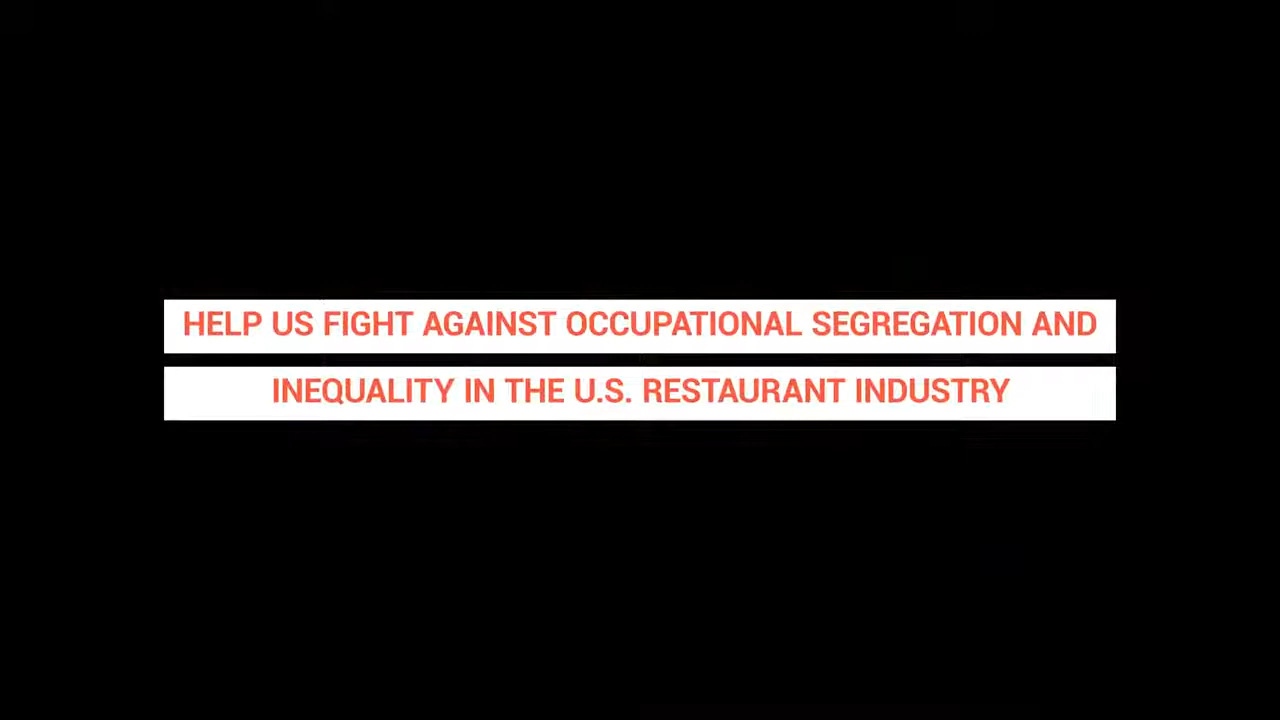 HELP US FIGHT AGAINST OCCUPATIONAL SEGREGATION AND
INEQUALITY IN THE U.S. RESTAURANT INDUSTRY